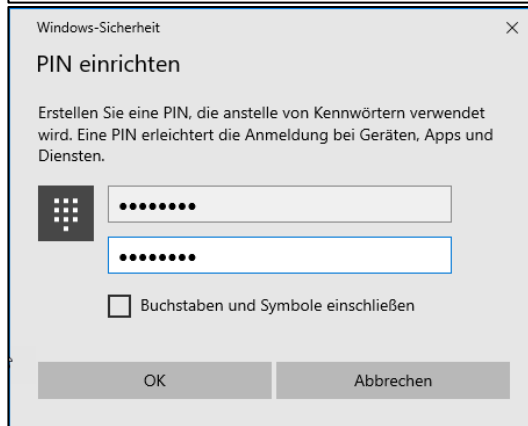 Windows-Sicherheit
PIN einrichten
Erstellen Sie eine PIN, die anstelle von Kennwörtern verwendet
wird. Eine PIN erleichtert die Anmeldung bei Geräten, Apps und
Diensten.
●●●●●●●●
●●●●●●●●
Buchstaben und Symbole einschließen
OK
Abbrechen